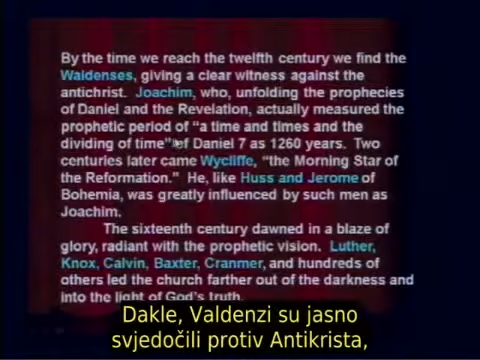 By the time we reach the twelfth century we find the
Waldenses, giving a clear witness against the
antichrist. Joachim, who, unfolding the prophecies
of Daniel and the Revelation, actually measured the
prophetic period of “a time and times and the
dividing of time” of Daniel 7 as 1260 years. Two
centuries later came Wycliffe, “the Morning Star of
the Reformation.” He, like Huss and Jerome of
Bohemia, was greatly influenced by such men as
Joachim.
The sixteenth century dawned in a blaze of
glory, radiant with the prophetic vision. Luther,
Knox, Calvin, Baxter, Cranmer, and hundreds of
others led the church farther out of the darkness and
into the light of God's truth.
Dakle, Valdenzi su jasno
svjedočili protiv Antikrista,